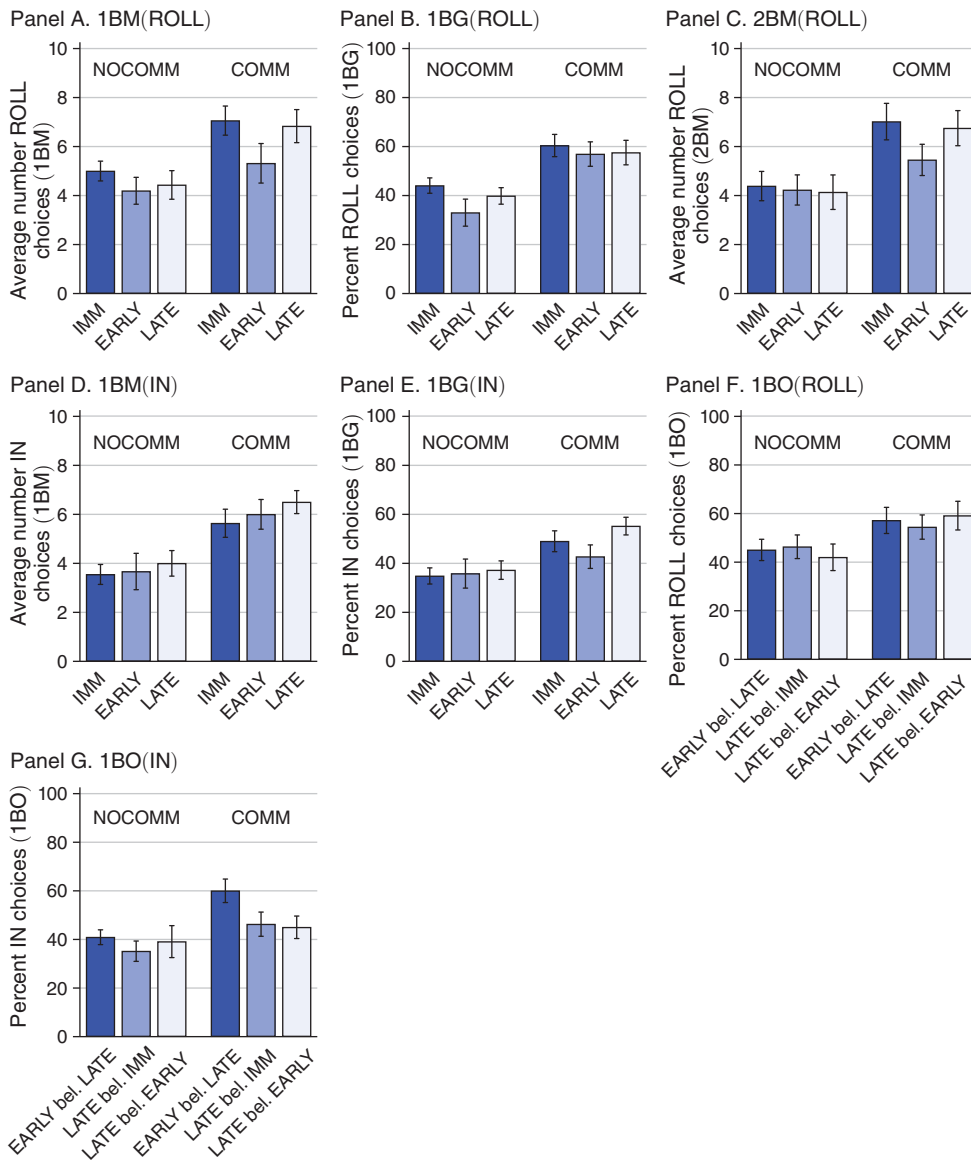 Panel A. 1BM(ROLL)
Average number ROLL
choices (1BM)
10
8
6
4
2
0
NOCOMM COMM
IMM EARLY LATE IMM EARLY LATE
Panel B. 1BG(ROLL)
Percent ROLL choices (1BG)
100
80
60
40
20
0
NOCOMM COMM
IMM EARLY LATE IMM EARLY LATE
Panel C. 2BM(ROLL)
Average number ROLL
choices (2BM)
10
8
6
4
2
0
NOCOMM COMM
IMM EARLY LATE IMM EARLY LATE
Panel D. 1BM(IN)
Average number IN
choices (1BM)
10
8
6
4
2
0
NOCOMM COMM
IMM EARLY LATE IMM EARLY LATE
Panel E. 1BG(IN)
Percent IN choices (1BG)
100
80
60
40
20
0
NOCOMM COMM
IMM EARLY LATE IMM EARLY LATE
Panel F. 1BO(ROLL)
Percent ROLL choices (1BO)
100
80
60
40
20
0
NOCOMM COMM
EARLY bel. LATE
LATE bel. IMM
LATE bel. EARLY
EARLY bel. LATE
LATE bel. IMM
LATE bel. EARLY
Panel G. 1BO(IN)
Percent IN choices (1BO)
100
80
60
40
20
0
NOCOMM COMM
EARLY bel. LATE
LATE bel. IMM
LATE bel. EARLY
EARLY bel. LATE
LATE bel. IMM
LATE bel. EARLY